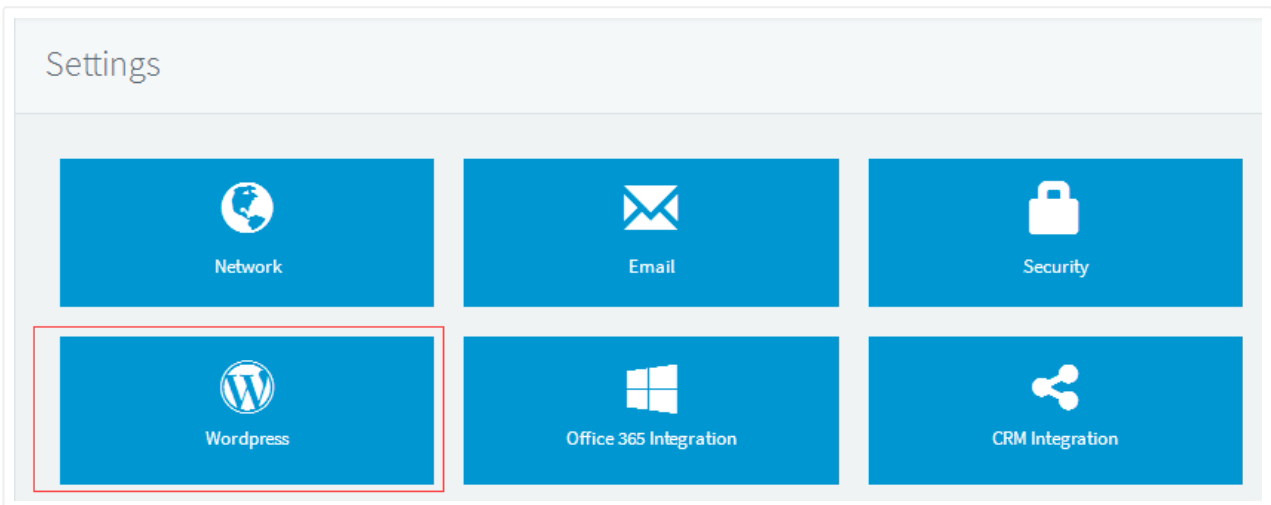 Settings
Network
Email
Security
Wordpress
Office 365 Integration
CRM Integration